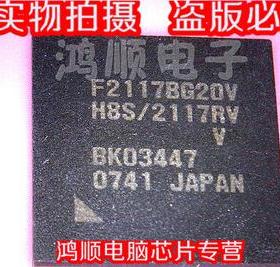 实物拍摄 盗版必
鸿顺电子
F2117BG20V
H8S/2117RV
V
BK03447
0741 JAPAN
鸿顺电脑芯片专营